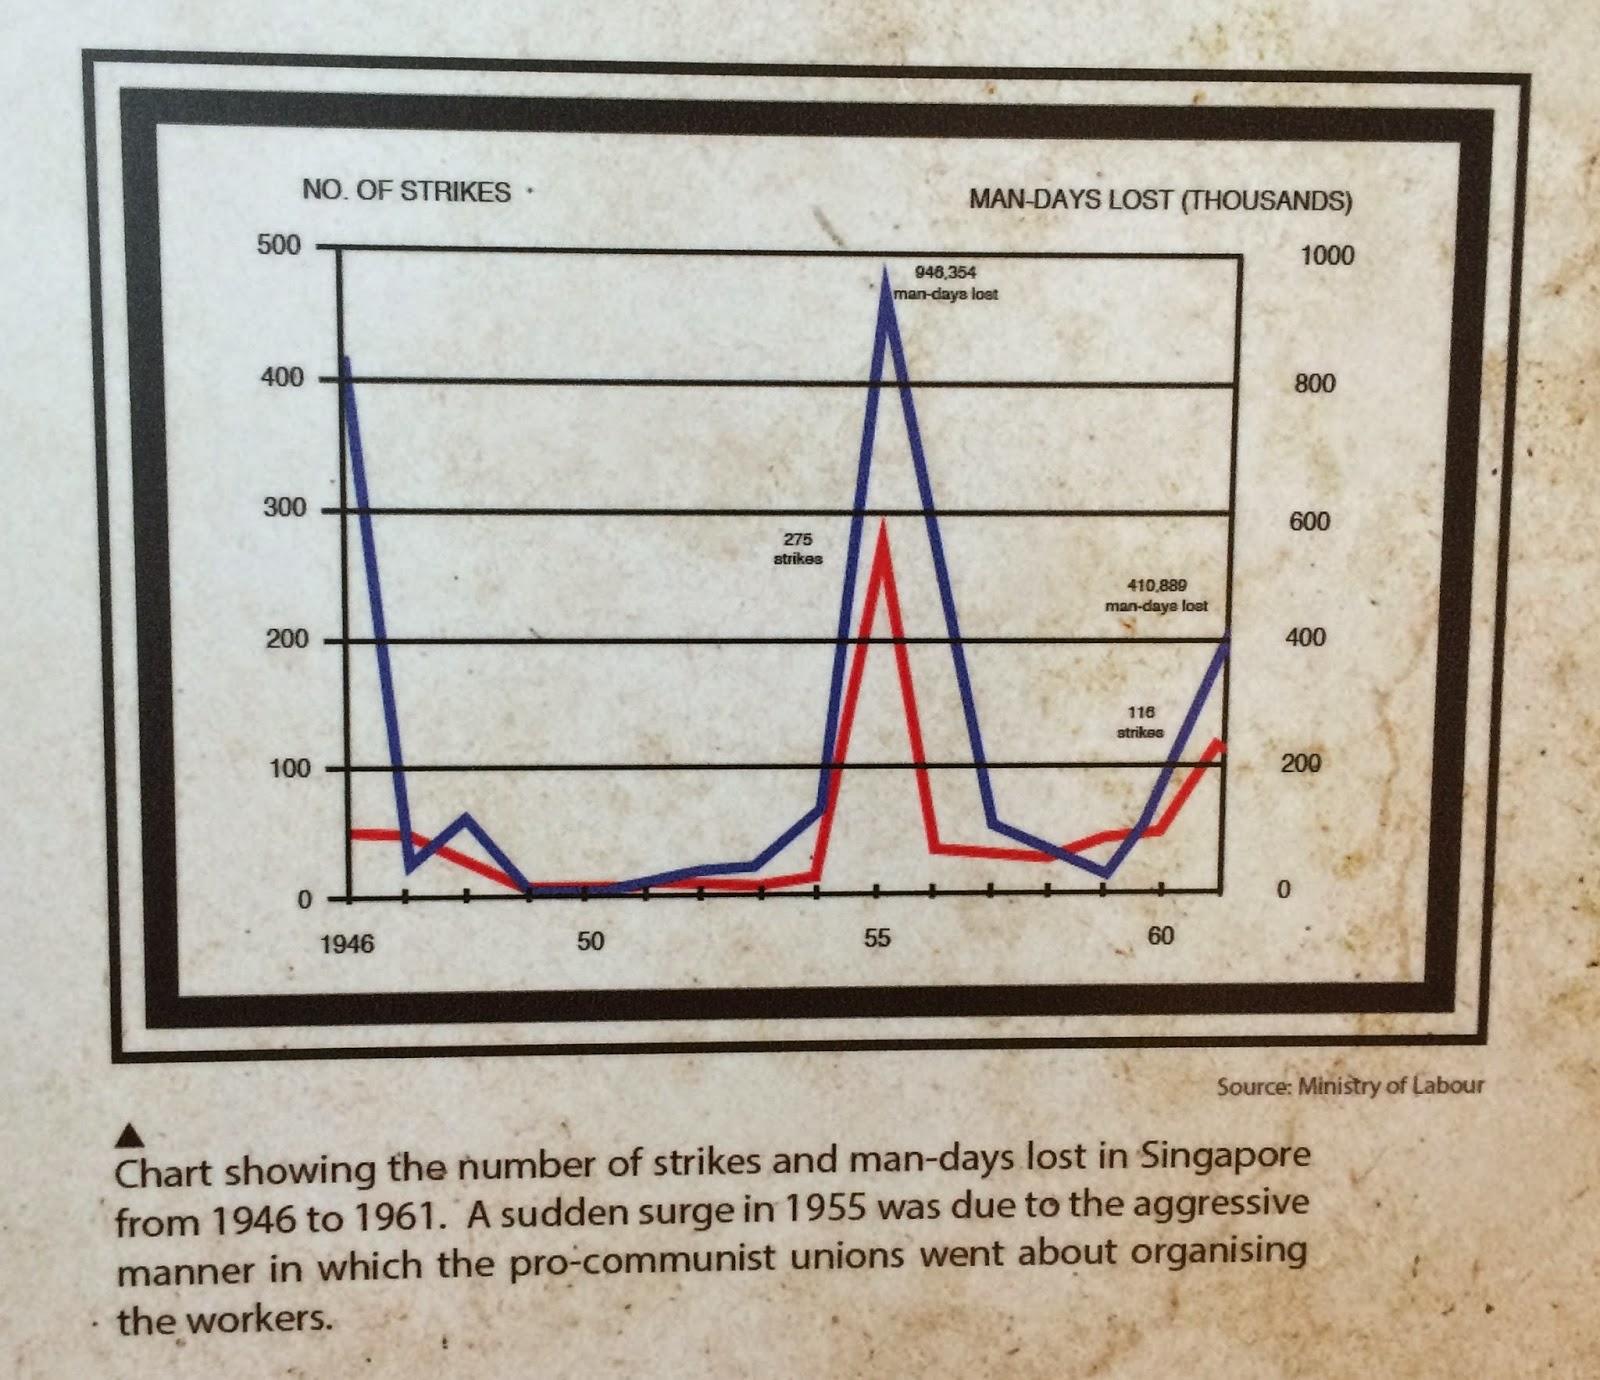 NO. OF STRIKES
MAN-DAYS LOST (THOUSANDS)
500
1000
946,354
man-days lost
400
800
300
600
275
strikes
410,889
man-days lost
200
400
116
strikes
100
200
0
0
1946
50
55
60
Source: Ministry of Labour
Chart showing the number of strikes and man-days lost in Singapore
from 1946 to 1961. A sudden surge in 1955 was due to the aggressive
manner in which the pro-communist unions went about organising
the workers.